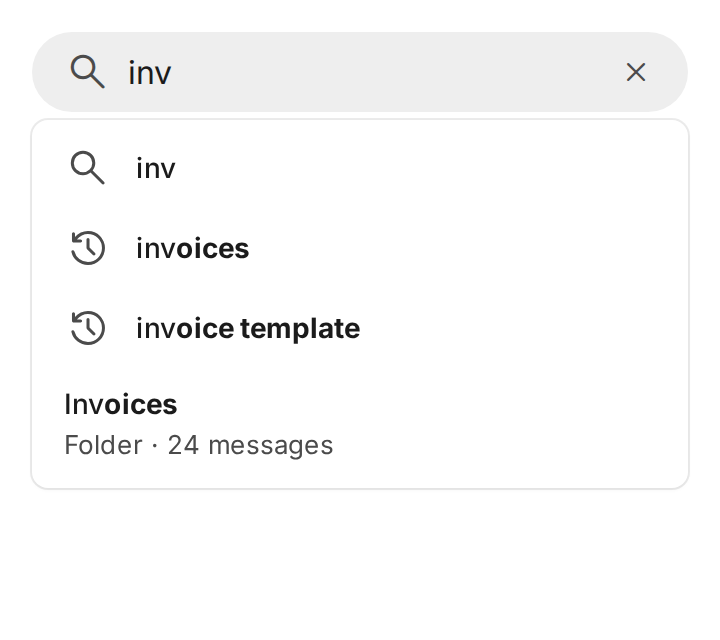 inv
inv
invoices
invoice template
Invoices
Folder · 24 messages